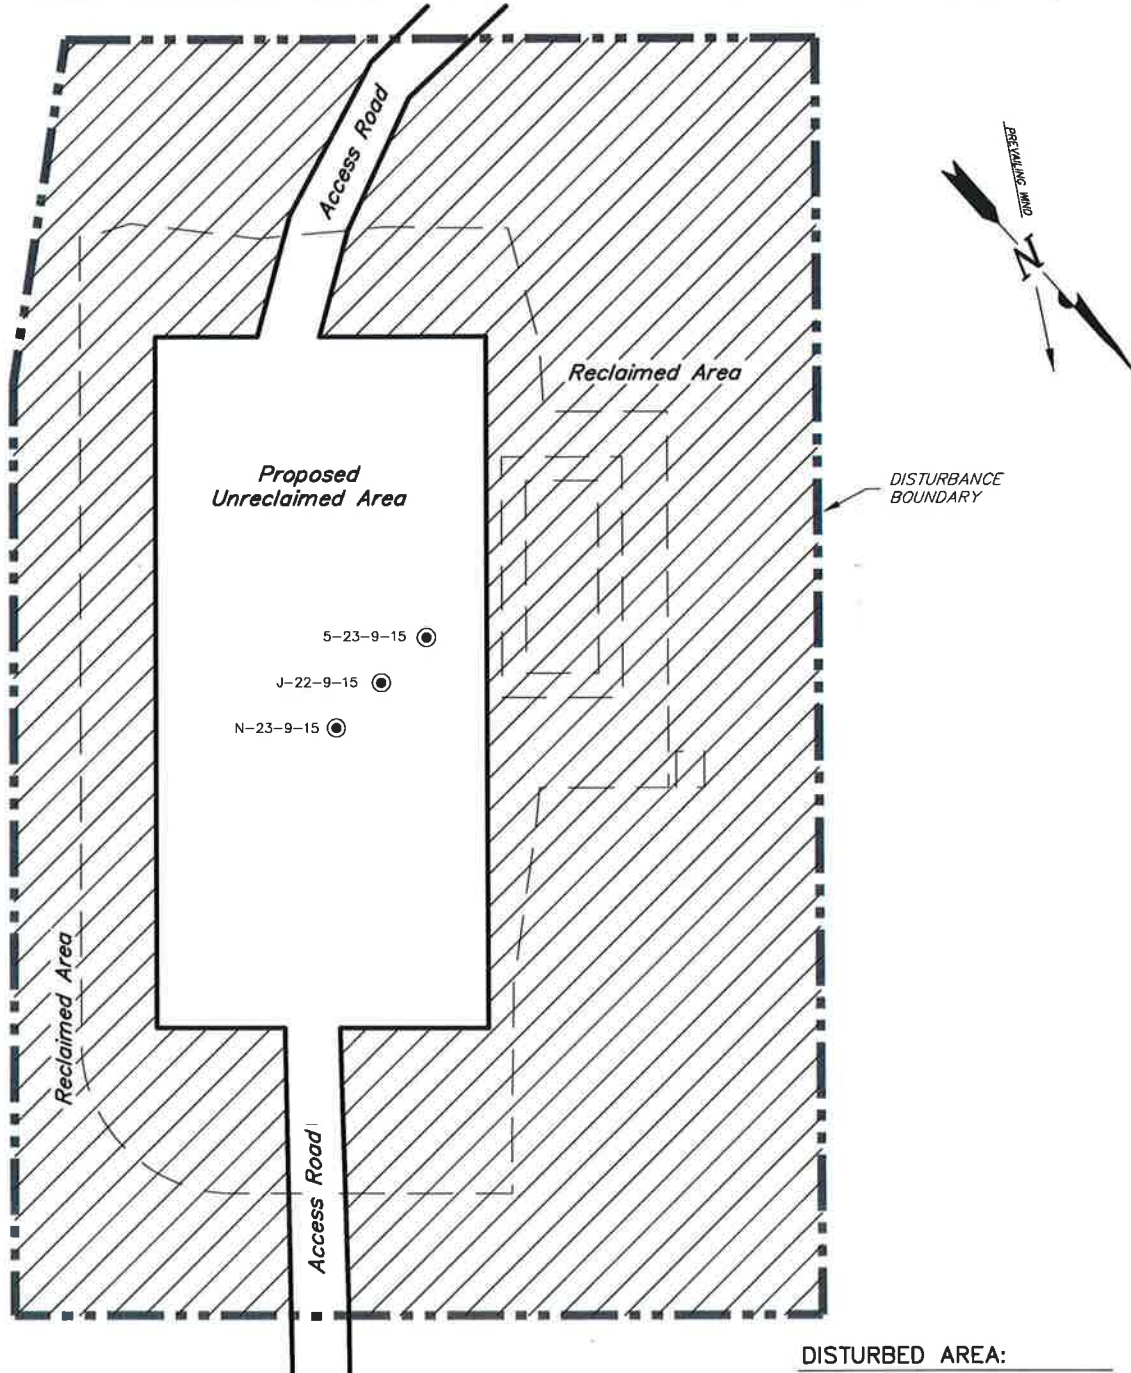 Access Road
PREVAILING WIND
N
Reclaimed Area
Proposed
Unreclaimed Area
DISTURBANCE
BOUNDARY
5-23-9-15
J-22-9-15
N-23-9-15
Reclaimed Area
Access Road
DISTURBED AREA: